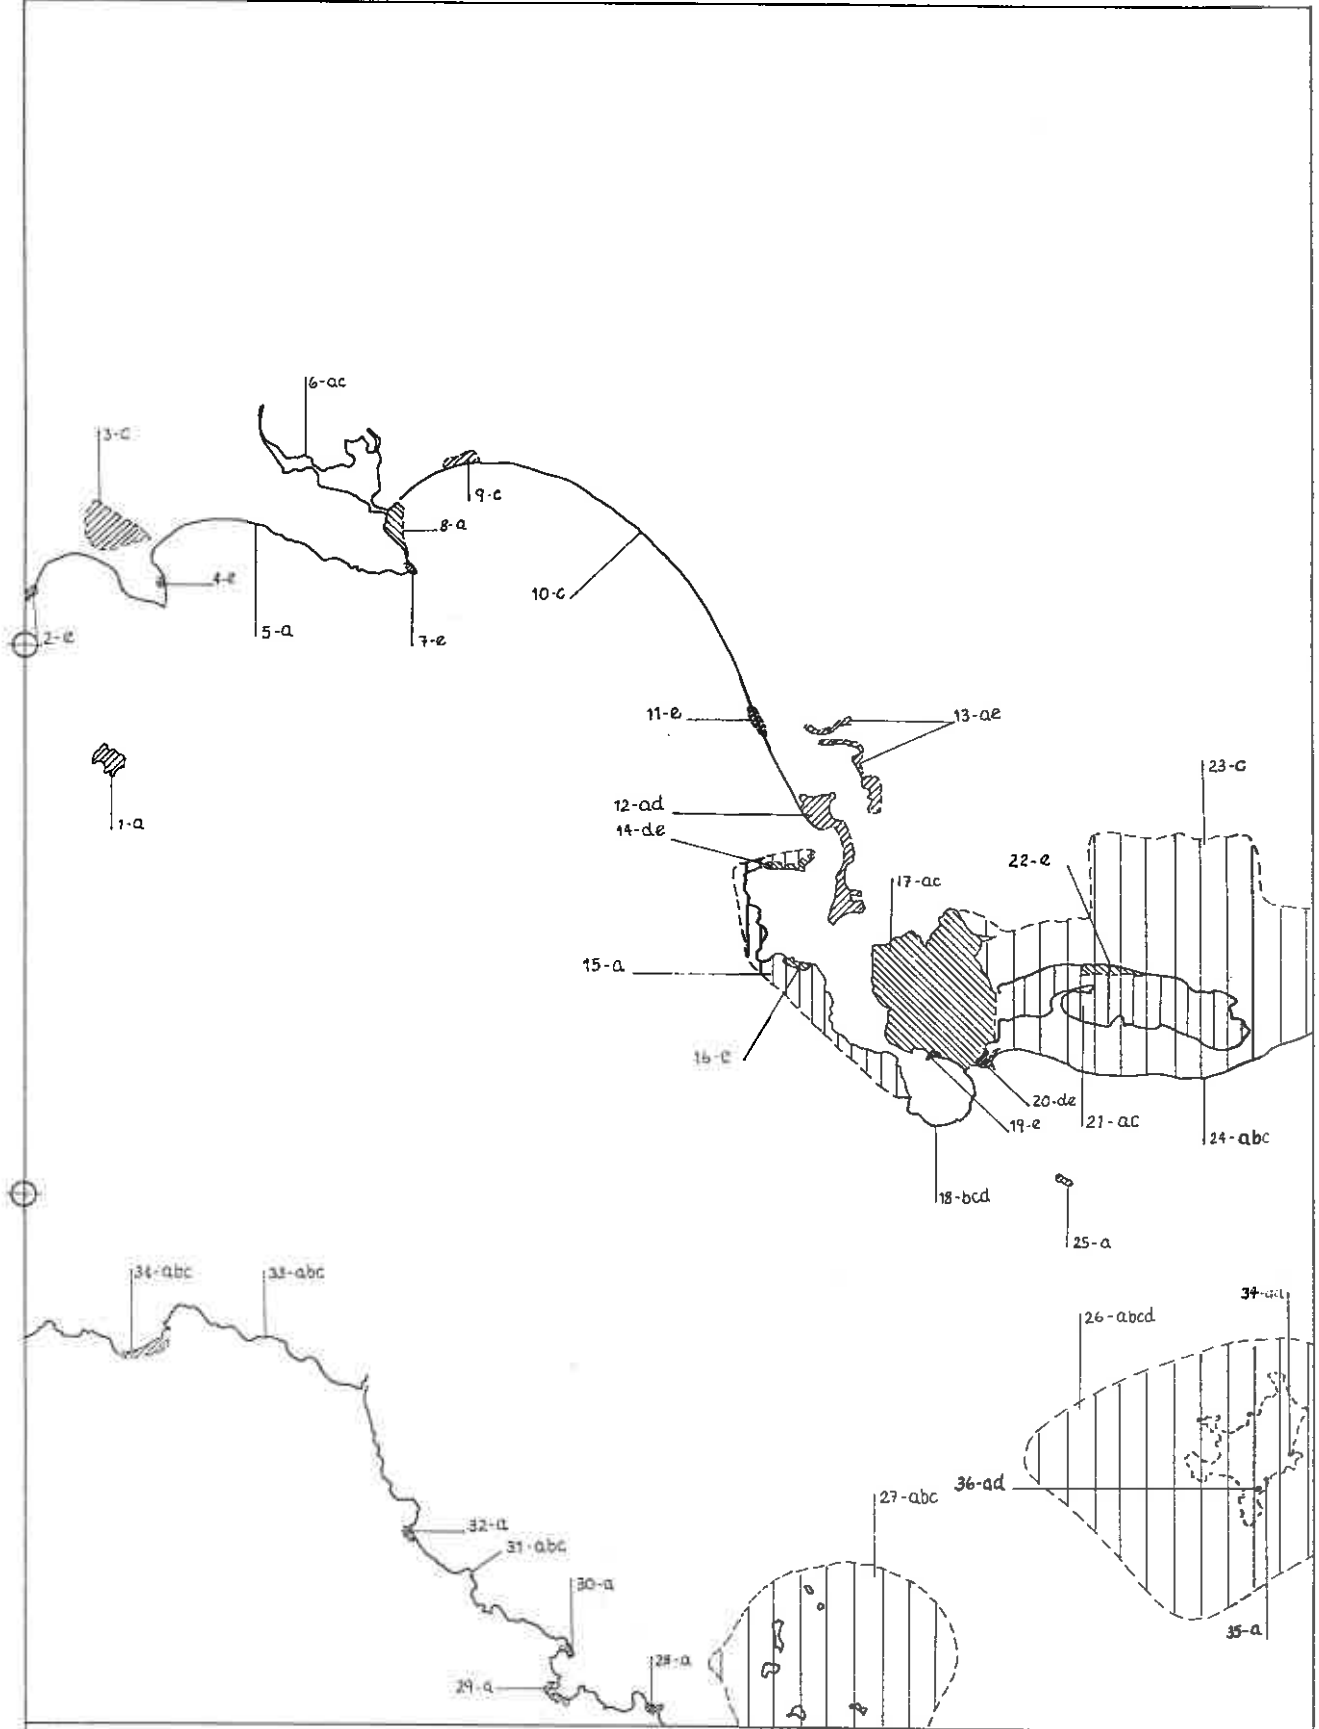 6-ac
3-c
9-c
8-a
4-e
10-c
5-a
2-e
7-e
11-e
13-ae
23-c
12-ad
1-a
14-de
22-e
17-ac
15-a
16-e
20-de
21-ac
19-e
24-abc
18-bcd
25-a
34-abc
33-abc
34-ad
26-abcd
36-ad
27-abc
32-a
31-abc
30-a
35-a
28-a
29-a